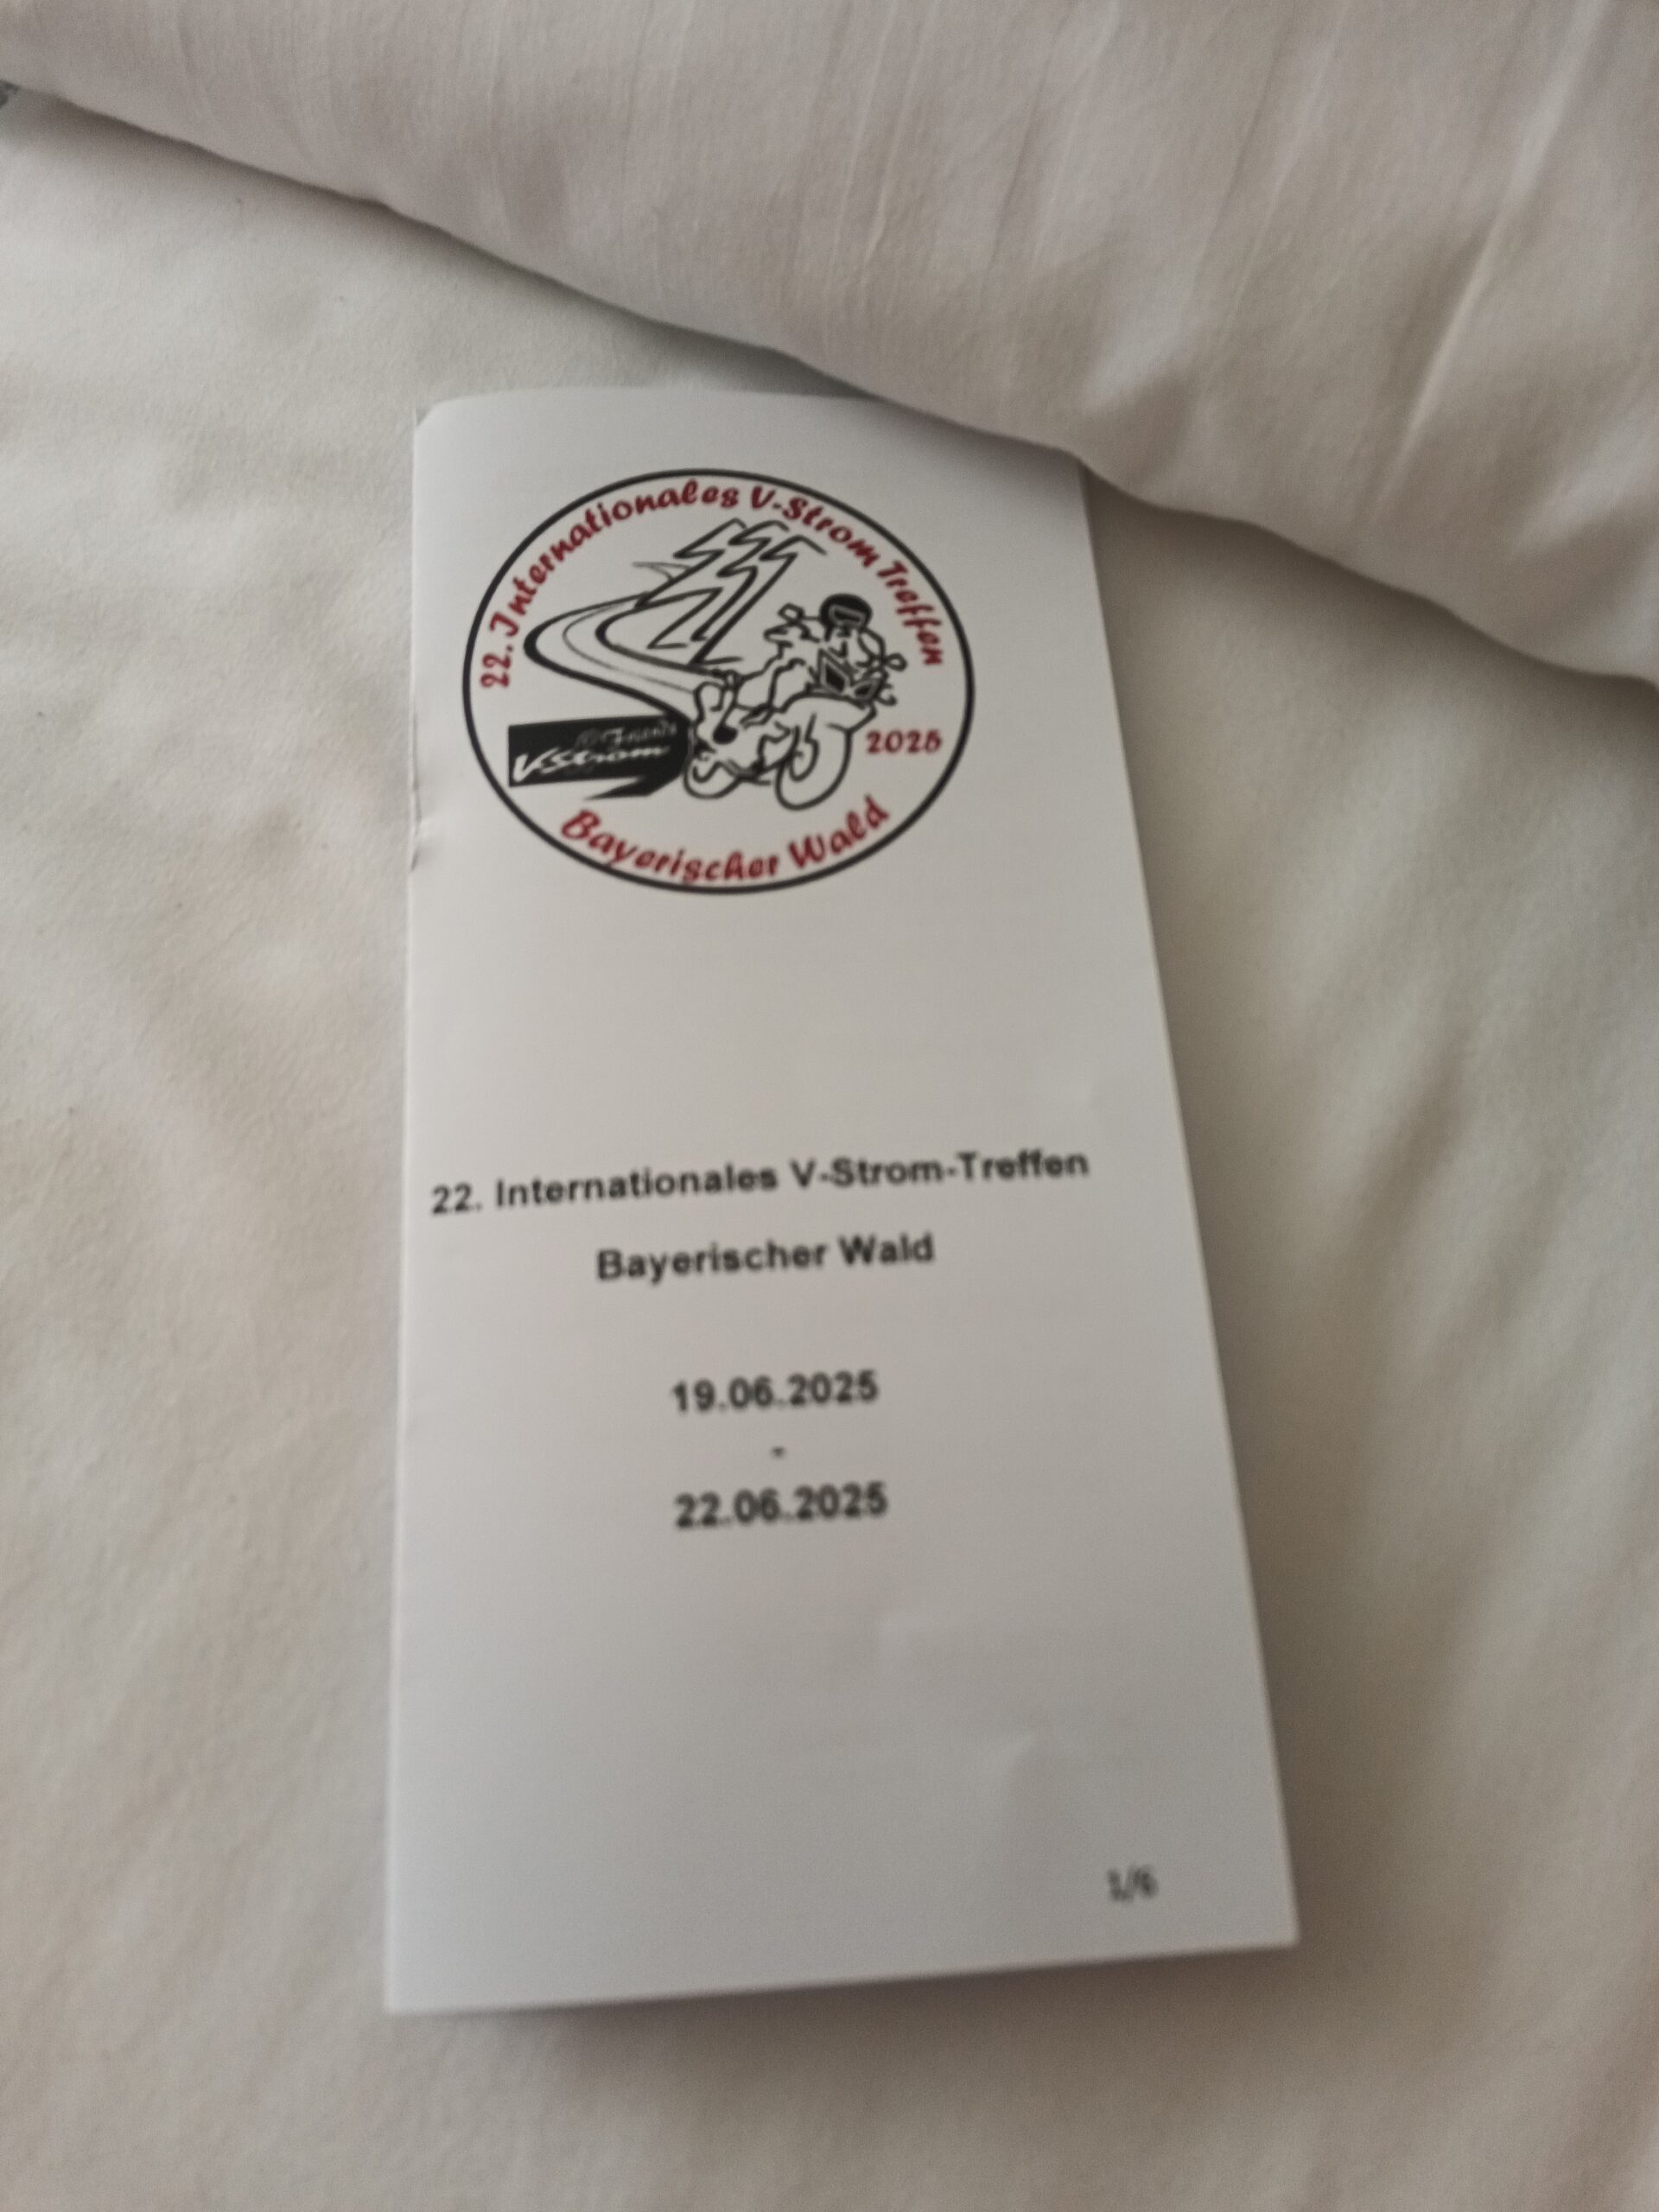 22. Internationales V-Strom Treffen
2025
V-Strom
Bayerischer Wald
22. Internationales V-Strom-Treffen
Bayerischer Wald
19.06.2025
-
22.06.2025
1/6